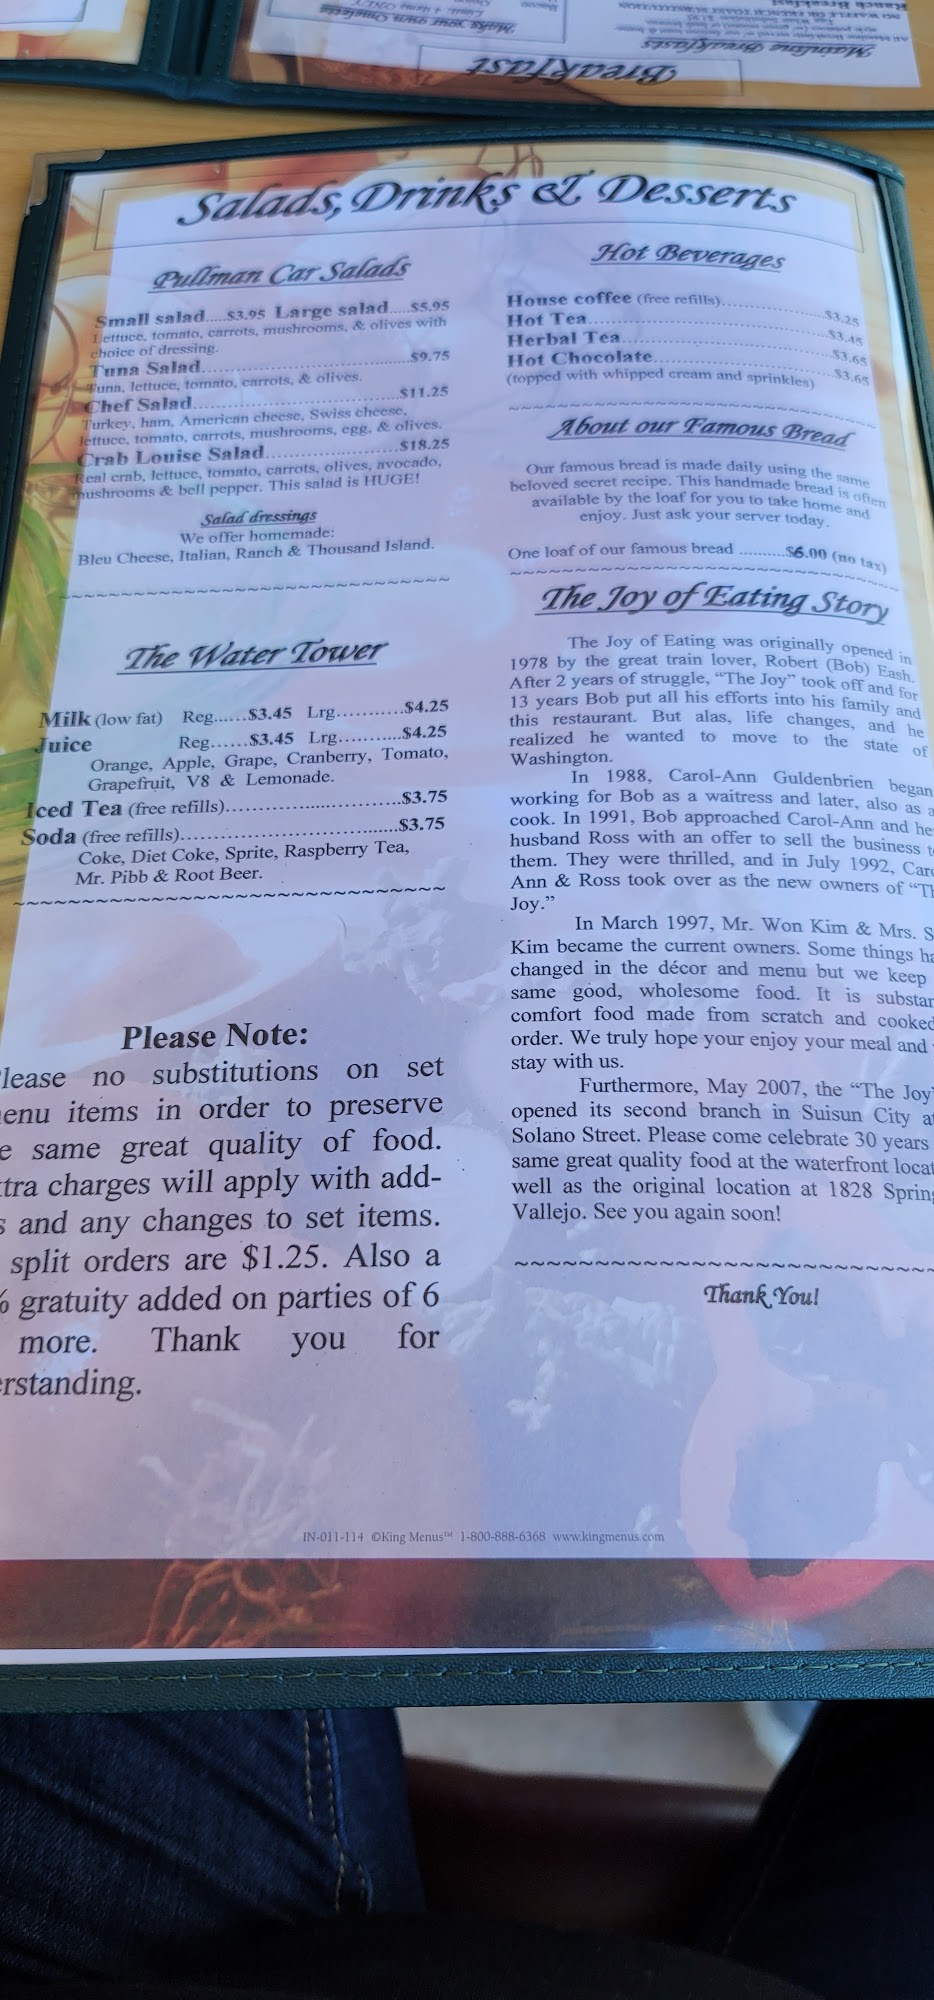 Breakfast
Mainline Breakfasts
Make your own Omelette
Salads, Drinks & Desserts
Pullman Car Salads
Small salad.....$3.95 Large salad.....$5.95
Lettuce, tomato, carrots, mushrooms, & olives with
choice of dressing.
Tuna Salad..........................................$9.75
Tuna, lettuce, tomato, carrots, & olives.
Chef Salad..........................................$11.25
Turkey, ham, American cheese, Swiss cheese,
lettuce, tomato, carrots, mushrooms, egg, & olives.
Crab Louise Salad...........................$18.25
Real crab, lettuce, tomato, carrots, olives, avocado,
mushrooms & bell pepper. This salad is HUGE!
Salad dressings
We offer homemade:
Bleu Cheese, Italian, Ranch & Thousand Island.
~~~~~~~~~~~~~~~~~~~~~~~~~~~~~~
The Water Tower
Milk (low fat) Reg......$3.45 Lrg...........$4.25
Juice Reg......$3.45 Lrg...........$4.25
Orange, Apple, Grape, Cranberry, Tomato,
Grapefruit, V8 & Lemonade.
Iced Tea (free refills)..............................$3.75
Soda (free refills).....................................$3.75
Coke, Diet Coke, Sprite, Raspberry Tea,
Mr. Pibb & Root Beer.
~~~~~~~~~~~~~~~~~~~~~~~~~~~~~~
Please Note:
lease no substitutions on set
enu items in order to preserve
e same great quality of food.
tra charges will apply with add-
s and any changes to set items.
split orders are $1.25. Also a
% gratuity added on parties of 6
more. Thank you for
erstanding.
Hot Beverages
House coffee (free refills)......................$3.25
Hot Tea.................................................$3.45
Herbal Tea............................................$3.65
Hot Chocolate......................................$3.65
(topped with whipped cream and sprinkles)
~~~~~~~~~~~~~~~~~~~~~~~~~~~~~~
About our Famous Bread
Our famous bread is made daily using the same
beloved secret recipe. This handmade bread is often
available by the loaf for you to take home and
enjoy. Just ask your server today.
One loaf of our famous bread ..........$6.00 (no tax)
~~~~~~~~~~~~~~~~~~~~~~~~~~~~~~
The Joy of Eating Story
The Joy of Eating was originally opened in
1978 by the great train lover, Robert (Bob) Eash.
After 2 years of struggle, “The Joy” took off and for
13 years Bob put all his efforts into his family and
this restaurant. But alas, life changes, and he
realized he wanted to move to the state of
Washington.
In 1988, Carol-Ann Guldenbrien began
working for Bob as a waitress and later, also as a
cook. In 1991, Bob approached Carol-Ann and he
husband Ross with an offer to sell the business t
them. They were thrilled, and in July 1992, Caro
Ann & Ross took over as the new owners of “Th
Joy.”
In March 1997, Mr. Won Kim & Mrs. S
Kim became the current owners. Some things ha
changed in the décor and menu but we keep
same good, wholesome food. It is substan
comfort food made from scratch and cooked
order. We truly hope your enjoy your meal and
stay with us.
Furthermore, May 2007, the “The Joy”
opened its second branch in Suisun City at
Solano Street. Please come celebrate 30 years
same great quality food at the waterfront locat
well as the original location at 1828 Spring
Vallejo. See you again soon!
~~~~~~~~~~~~~~~~~~~~~~~~~~~~~~
Thank You!
IN-011-114 ©King Menus™ 1-800-888-6368 www.kingmenus.com